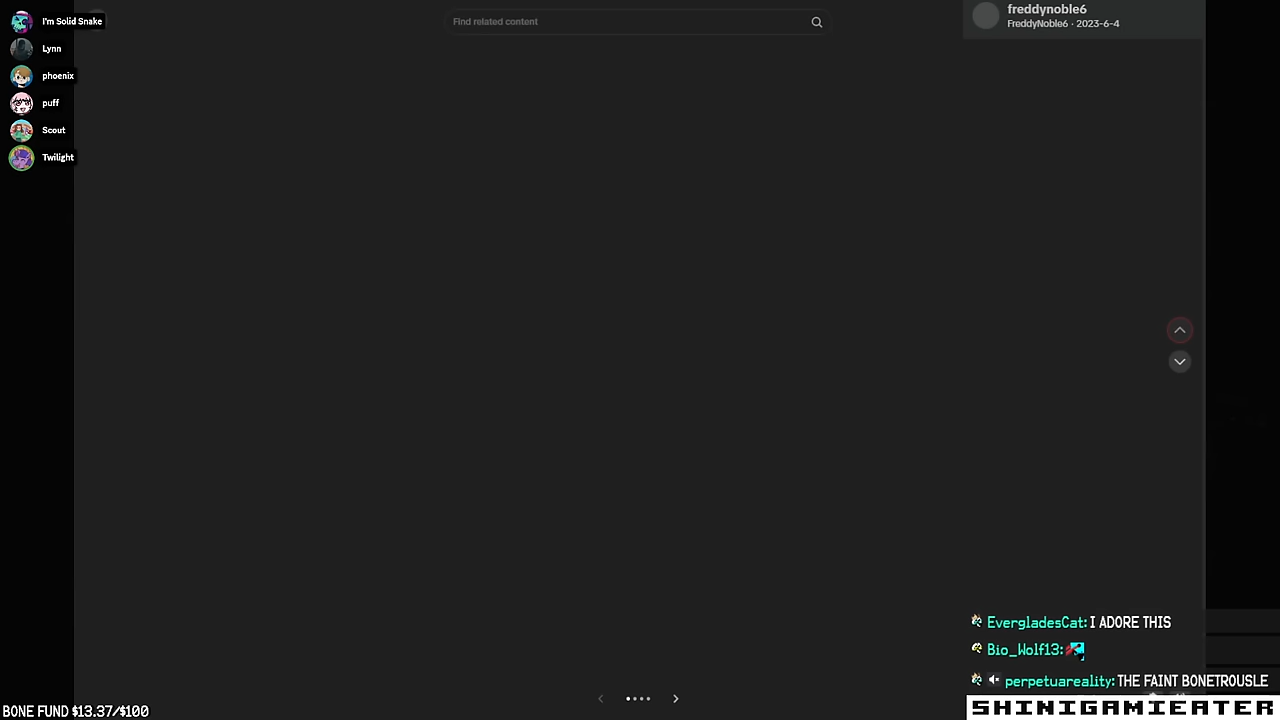 I'm Solid Snake
Lynn
phoenix
puff
Scout
Twilight
Find related content
freddynoble6
FreddyNoble6 · 2023-6-4
EvergladesCat: I ADORE THIS
Bio_Wolf13:
perpetuareality: THE FAINT BONETROUSLE
SHINIGAMIEATER
BONE FUND $13.37/$100